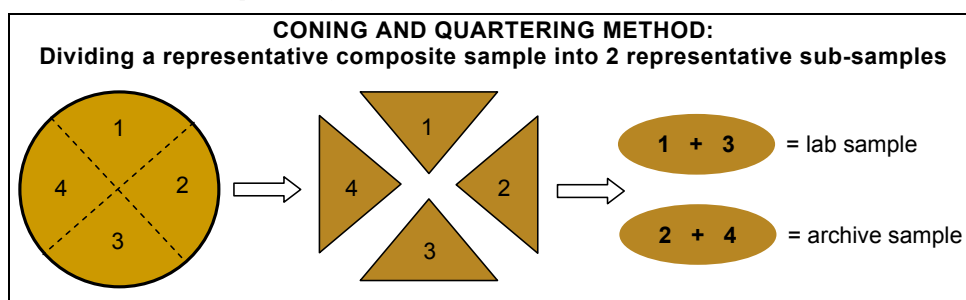 CONING AND QUARTERING METHOD:
Dividing a representative composite sample into 2 representative sub-samples
1
4
2
3
1
4
2
3
1 + 3 = lab sample
2 + 4 = archive sample